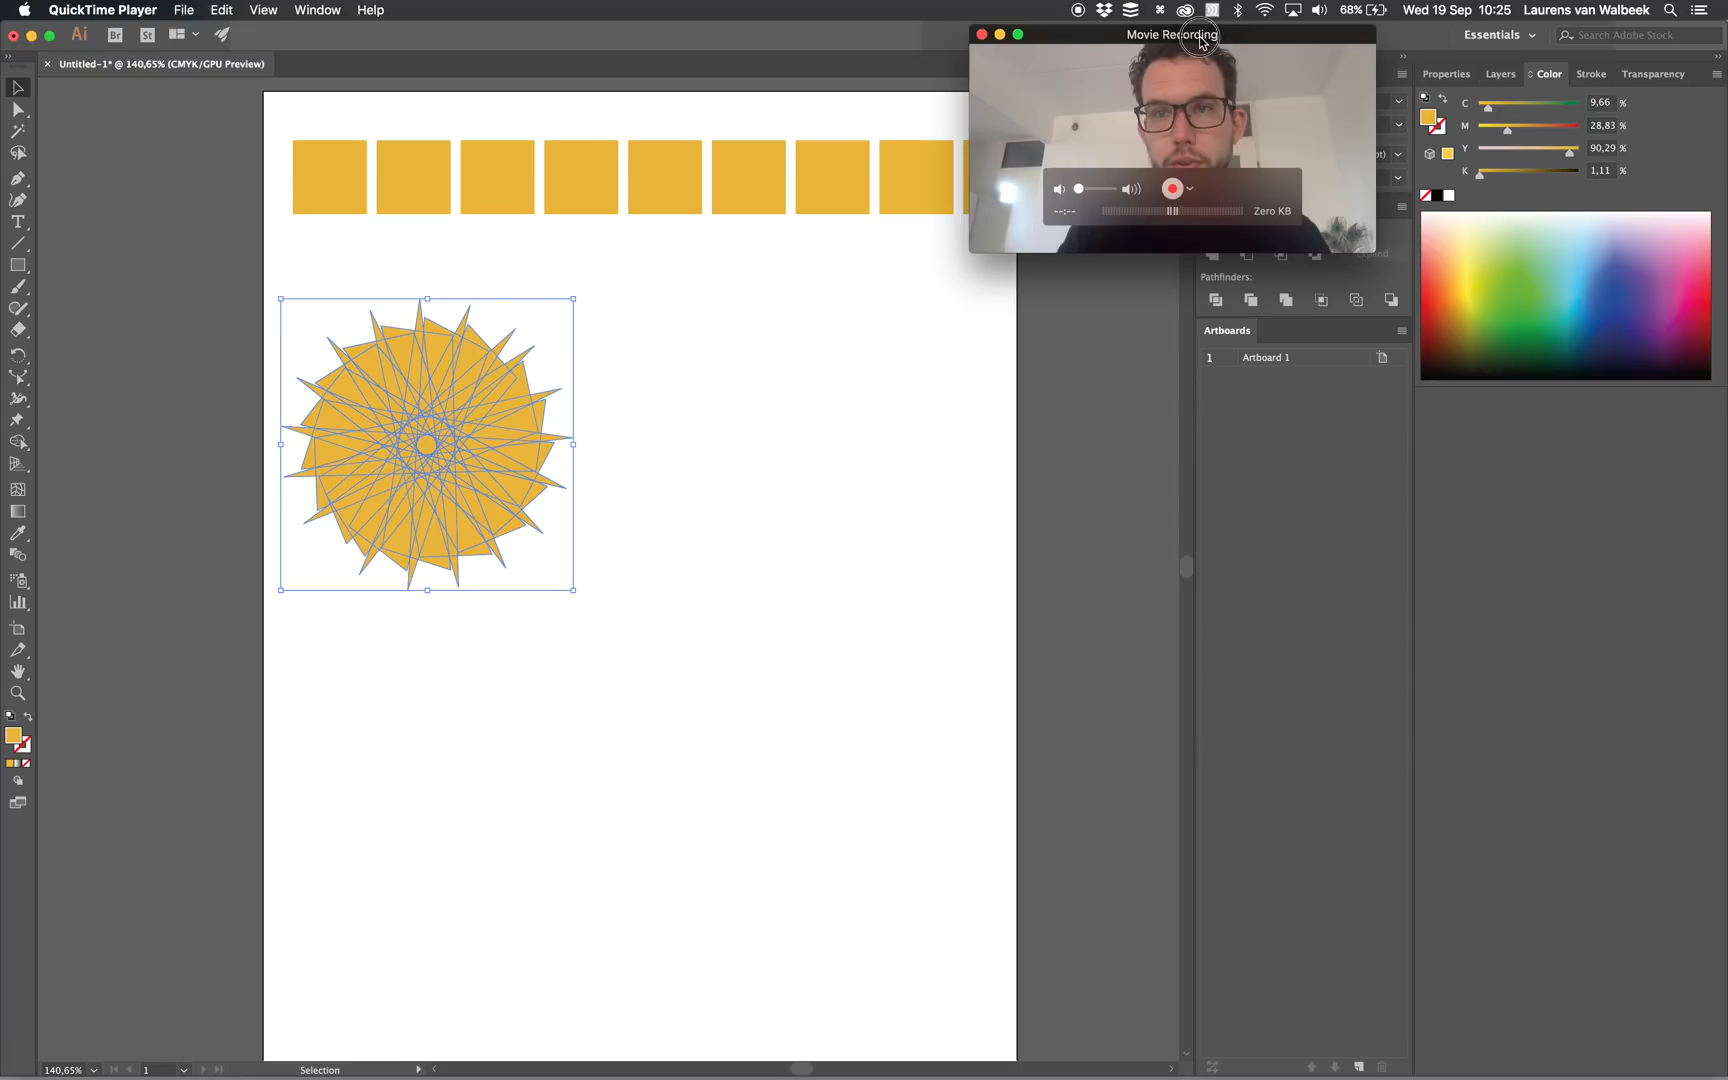 QuickTime Player File Edit View Window Help
68% Wed 19 Sep 10:25 Laurens van Walbeek
Ai Br St
Movie Recording
Essentials
Search Adobe Stock
× Untitled-1* @ 140,65% (CMYK/GPU Preview)
Properties Layers Color Stroke Transparency
C 9,66 %
M 28,83 %
Y 90,29 %
K 1,11 %
--:-- Zero KB
Expand
Pathfinders:
Artboards
1 Artboard 1
140,65% 1 Selection